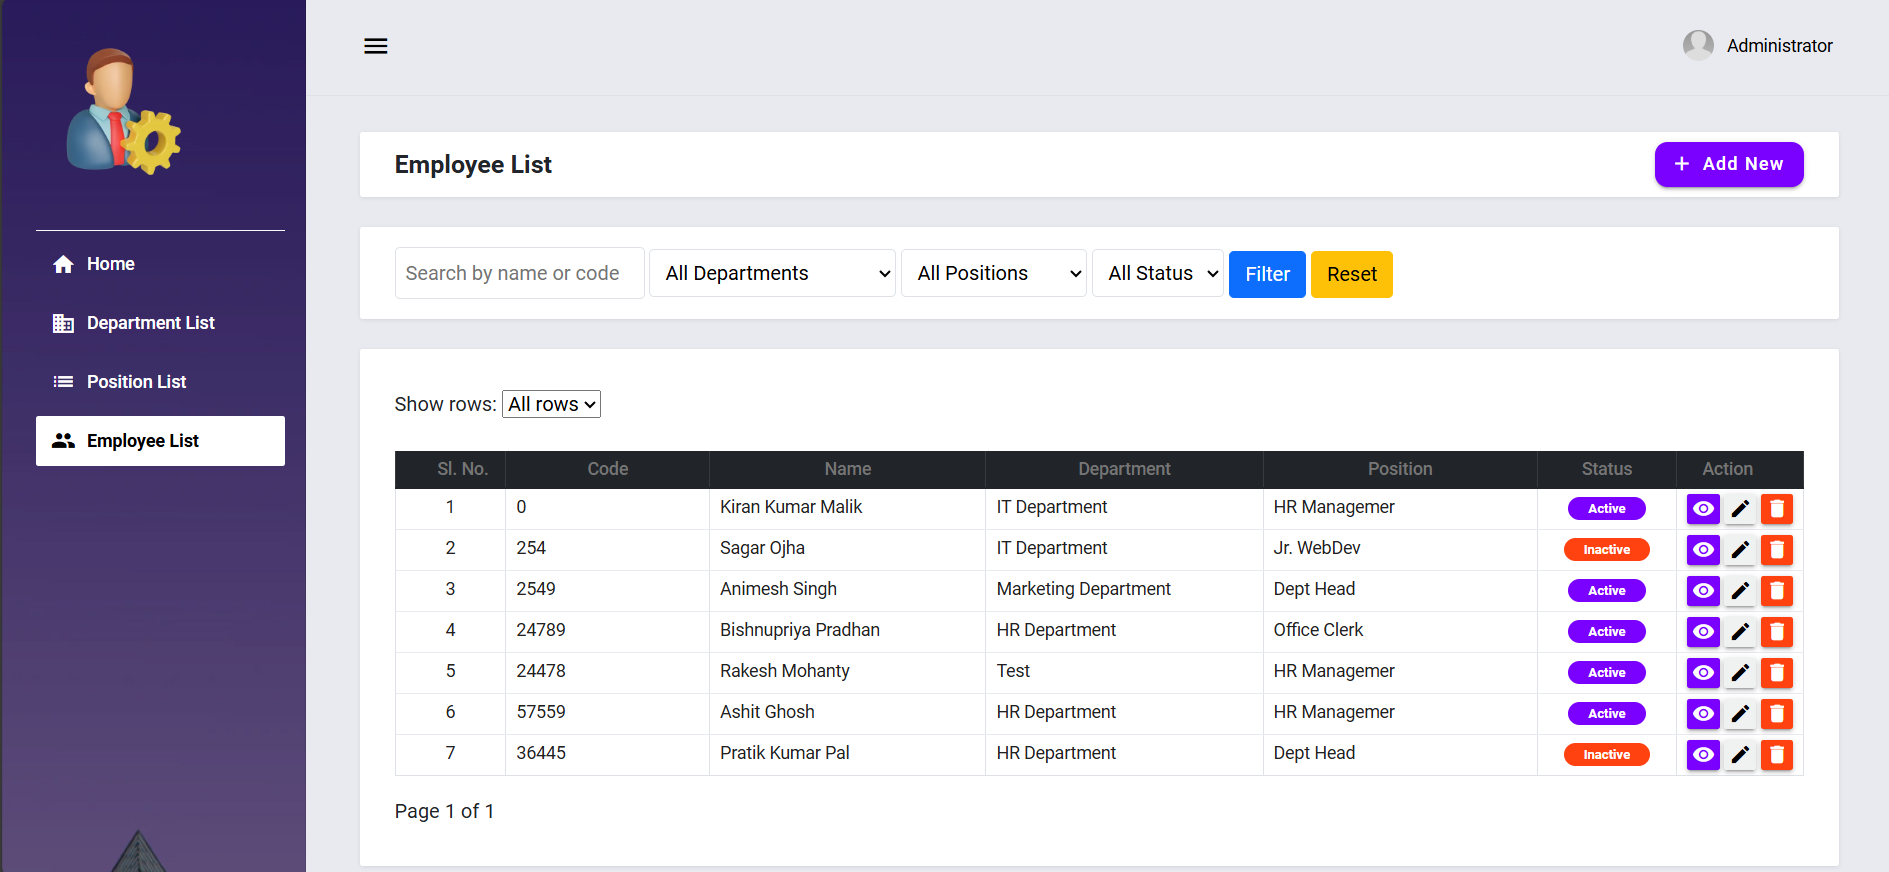 Administrator
Home
Department List
Position List
Employee List
Employee List
+ Add New
Search by name or code All Departments All Positions All Status Filter Reset
Show rows: All rows
Sl. No. Code Name Department Position Status Action
1 0 Kiran Kumar Malik IT Department HR Managemer Active
2 254 Sagar Ojha IT Department Jr. WebDev Inactive
3 2549 Animesh Singh Marketing Department Dept Head Active
4 24789 Bishnupriya Pradhan HR Department Office Clerk Active
5 24478 Rakesh Mohanty Test HR Managemer Active
6 57559 Ashit Ghosh HR Department HR Managemer Active
7 36445 Pratik Kumar Pal HR Department Dept Head Inactive
Page 1 of 1